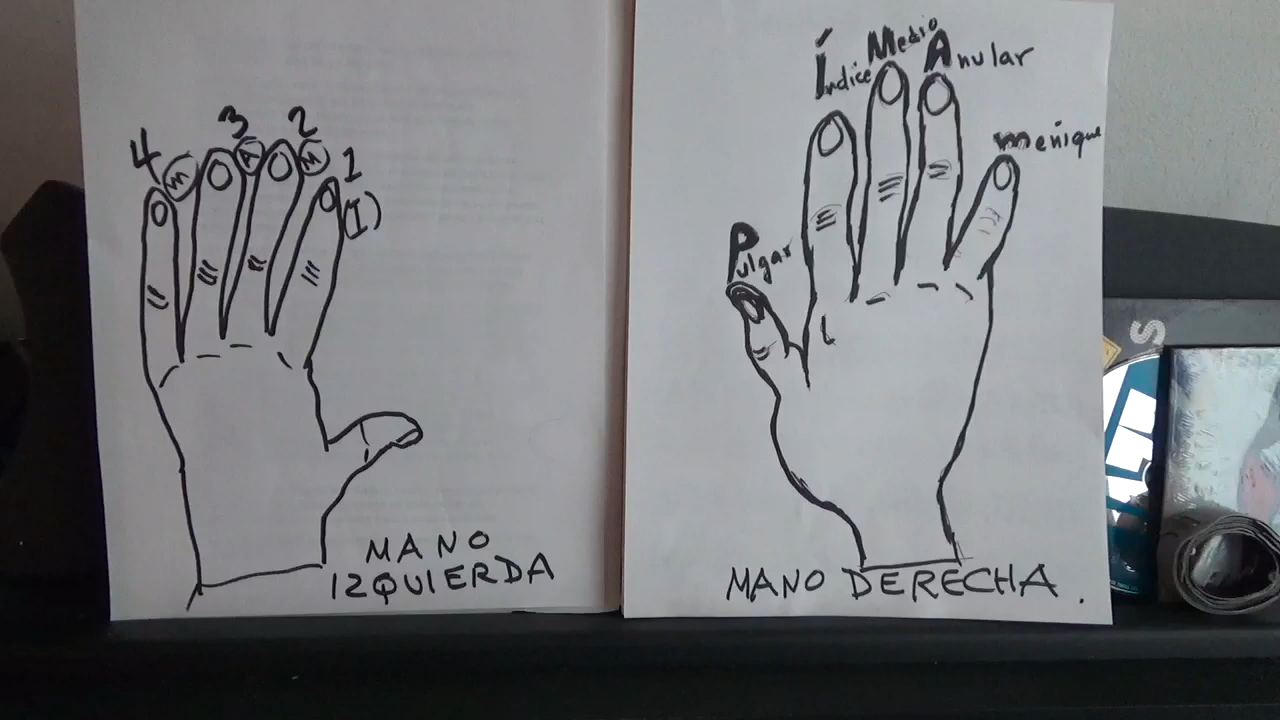 4
m
3
A
2
M
1
(I)
MANO
IZQUIERDA
Índice
Medio
Anular
meñique
Pulgar
MANO DERECHA.
S